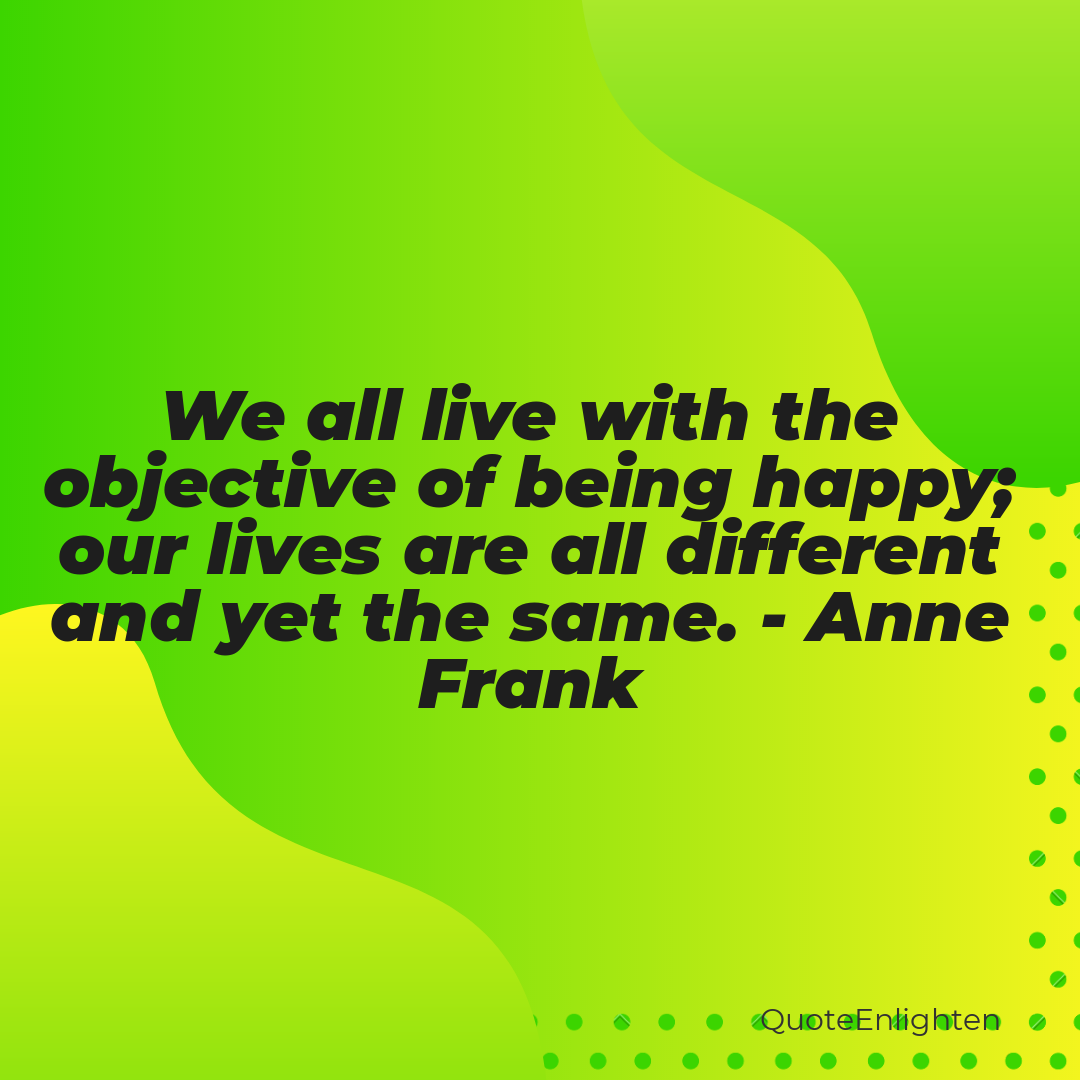 We all live with the
objective of being happy;
our lives are all different
and yet the same. - Anne
Frank
QuoteEnlighten